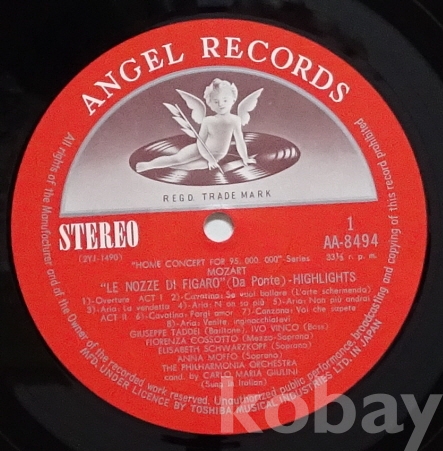 ANGEL RECORDS
REGD. TRADE MARK
STEREO
(2YJ-1490)
1
AA-8494
33⅓ r. p. m.
"HOME CONCERT FOR 95, 000, 000"-Series
MOZART
"LE NOZZE DI FIGARO" (Da Ponte)-HIGHLIGHTS
1)-Overture ACT I 2)-Cavatina: Se vuol ballare (L'arte schermendo)
3)-Aria: La vendetta 4)-Aria: Non so più 5)-Aria: Non più andrai
ACT II 6)-Cavatina: Porgi amor 7)-Canzona: Voi che sapete
8)-Aria: Venite, inginocchiatevi
GIUSEPPE TADDEI (Baritone), IVO VINCO (Bass)
FIORENZA COSSOTTO (Mezzo-Soprano)
ELISABETH SCHWARZKOPF (Soprano)
ANNA MOFFO (Soprano)
THE PHILHARMONIA ORCHESTRA
cond. by CARLO MARIA GIULINI
(Sung in Italian)
All rights of the Manufacturer and of the Owner of the recorded work reserved. Unauthorized public performance, broadcasting and copying of this record prohibited
MFD. UNDER LICENCE BY TOSHIBA MUSICAL INDUSTRIES LTD. IN JAPAN
kobay